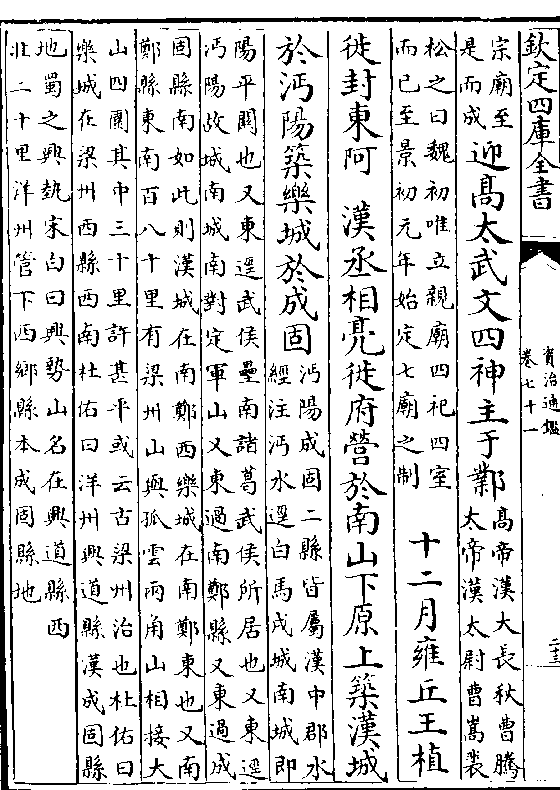 欽定四庫全書
資治通鑑
卷七十一
二十三
宗廟至
是而成
迎髙太武文四神主于鄴
髙帝漢大長秋曹騰
太帝漢太尉曹嵩裴
松之曰魏初唯立親廟四祀四室
而已至景初元年始定七廟之制
十二月雍丘王植
徙封東阿　漢丞相亮徙府營於南山下原上築漢城
於沔陽築樂城於成固
沔陽成固二縣皆屬漢中郡水
經注沔水逕白馬戍城南城即
陽平關也又東逕武侯壘南諸葛武侯所居也又東逕
沔陽故城南城南對定軍山又東過南鄭縣又東過成
固縣南如此則漢城在南鄭西樂城在南鄭東也又南
鄭縣東南百八十里有梁州山與孤雲兩角山相接大
山四圍其中三十里許甚平或云古梁州治也杜佑曰
樂城在梁州西縣西南杜佑曰洋州興道縣漢成固縣
地蜀之興埶宋白曰興勢山名在興道縣西
北二十里洋州管下西鄉縣本成固縣地